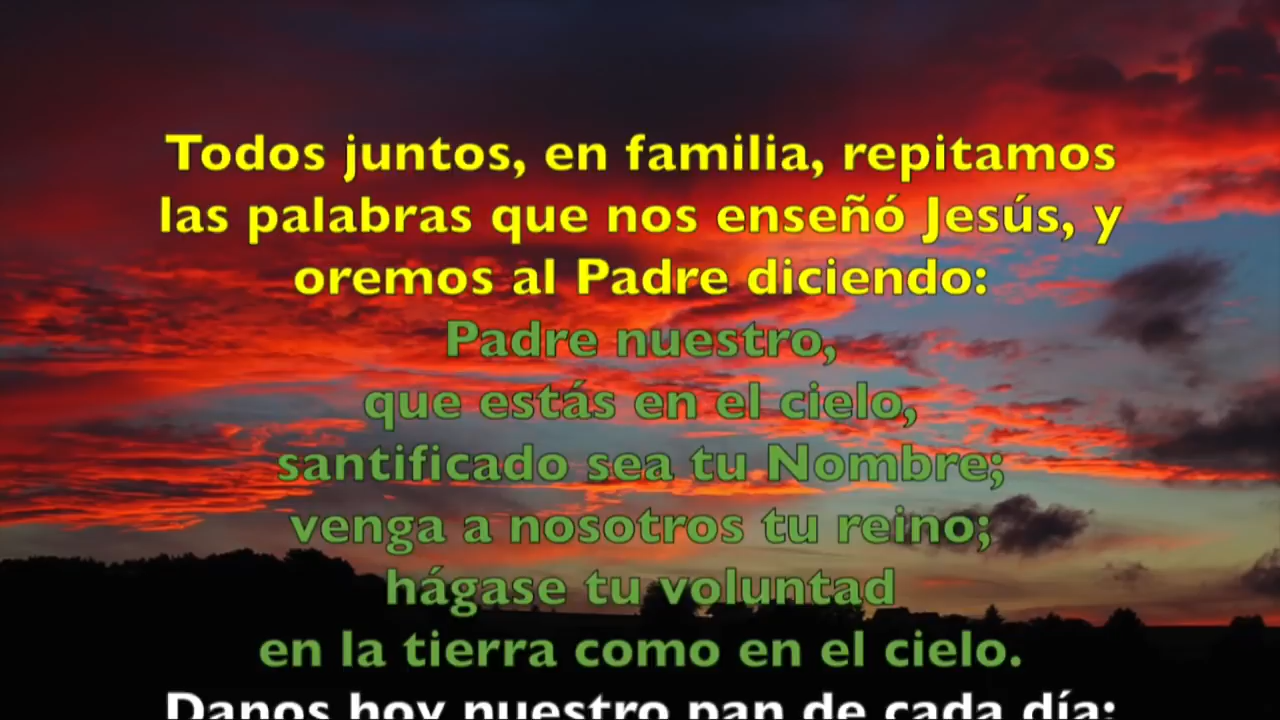 Todos juntos, en familia, repitamos
las palabras que nos enseñó Jesús, y
oremos al Padre diciendo:
Padre nuestro,
que estás en el cielo,
santificado sea tu Nombre;
venga a nosotros tu reino;
hágase tu voluntad
en la tierra como en el cielo.
Danos hoy nuestro pan de cada día;